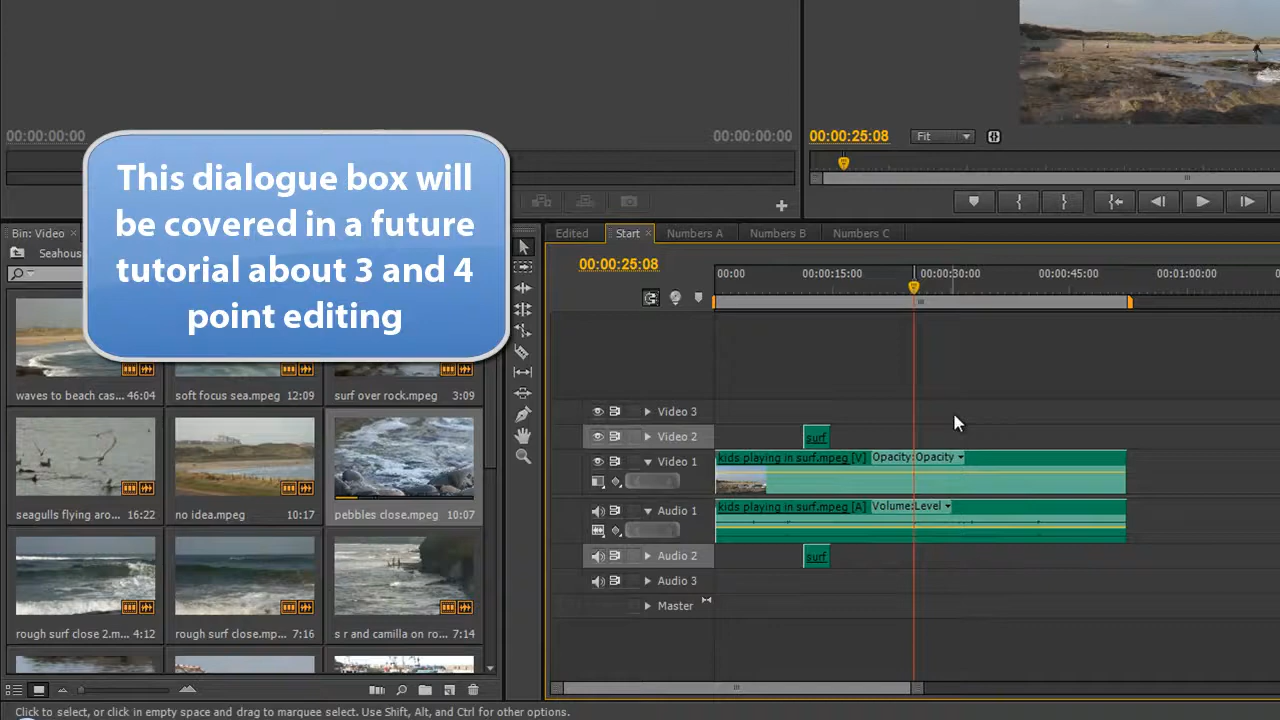 00:00:00:00
00:00:00:00
00:00:25:08
Fit
This dialogue box will
be covered in a future
tutorial about 3 and 4
point editing
Bin: Video
Seahous
waves to beach cas... 46:04
soft focus sea.mpeg 12:09
surf over rock.mpeg 3:09
seagulls flying aro... 16:22
no idea.mpeg 10:17
pebbles close.mpeg 10:07
rough surf close 2.m... 4:12
rough surf close.mp... 7:16
s r and camilla on ro... 7:14
Edited
Start
Numbers A
Numbers B
Numbers C
00:00:25:08
00:00
00:00:15:00
00:00:30:00
00:00:45:00
00:01:00:00
Video 3
Video 2
surf
Video 1
kids playing in surf.mpeg [V] Opacity:Opacity
Audio 1
kids playing in surf.mpeg [A] Volume:Level
Audio 2
surf
Audio 3
Master
Click to select, or click in empty space and drag to marquee select. Use Shift, Alt, and Ctrl for other options.